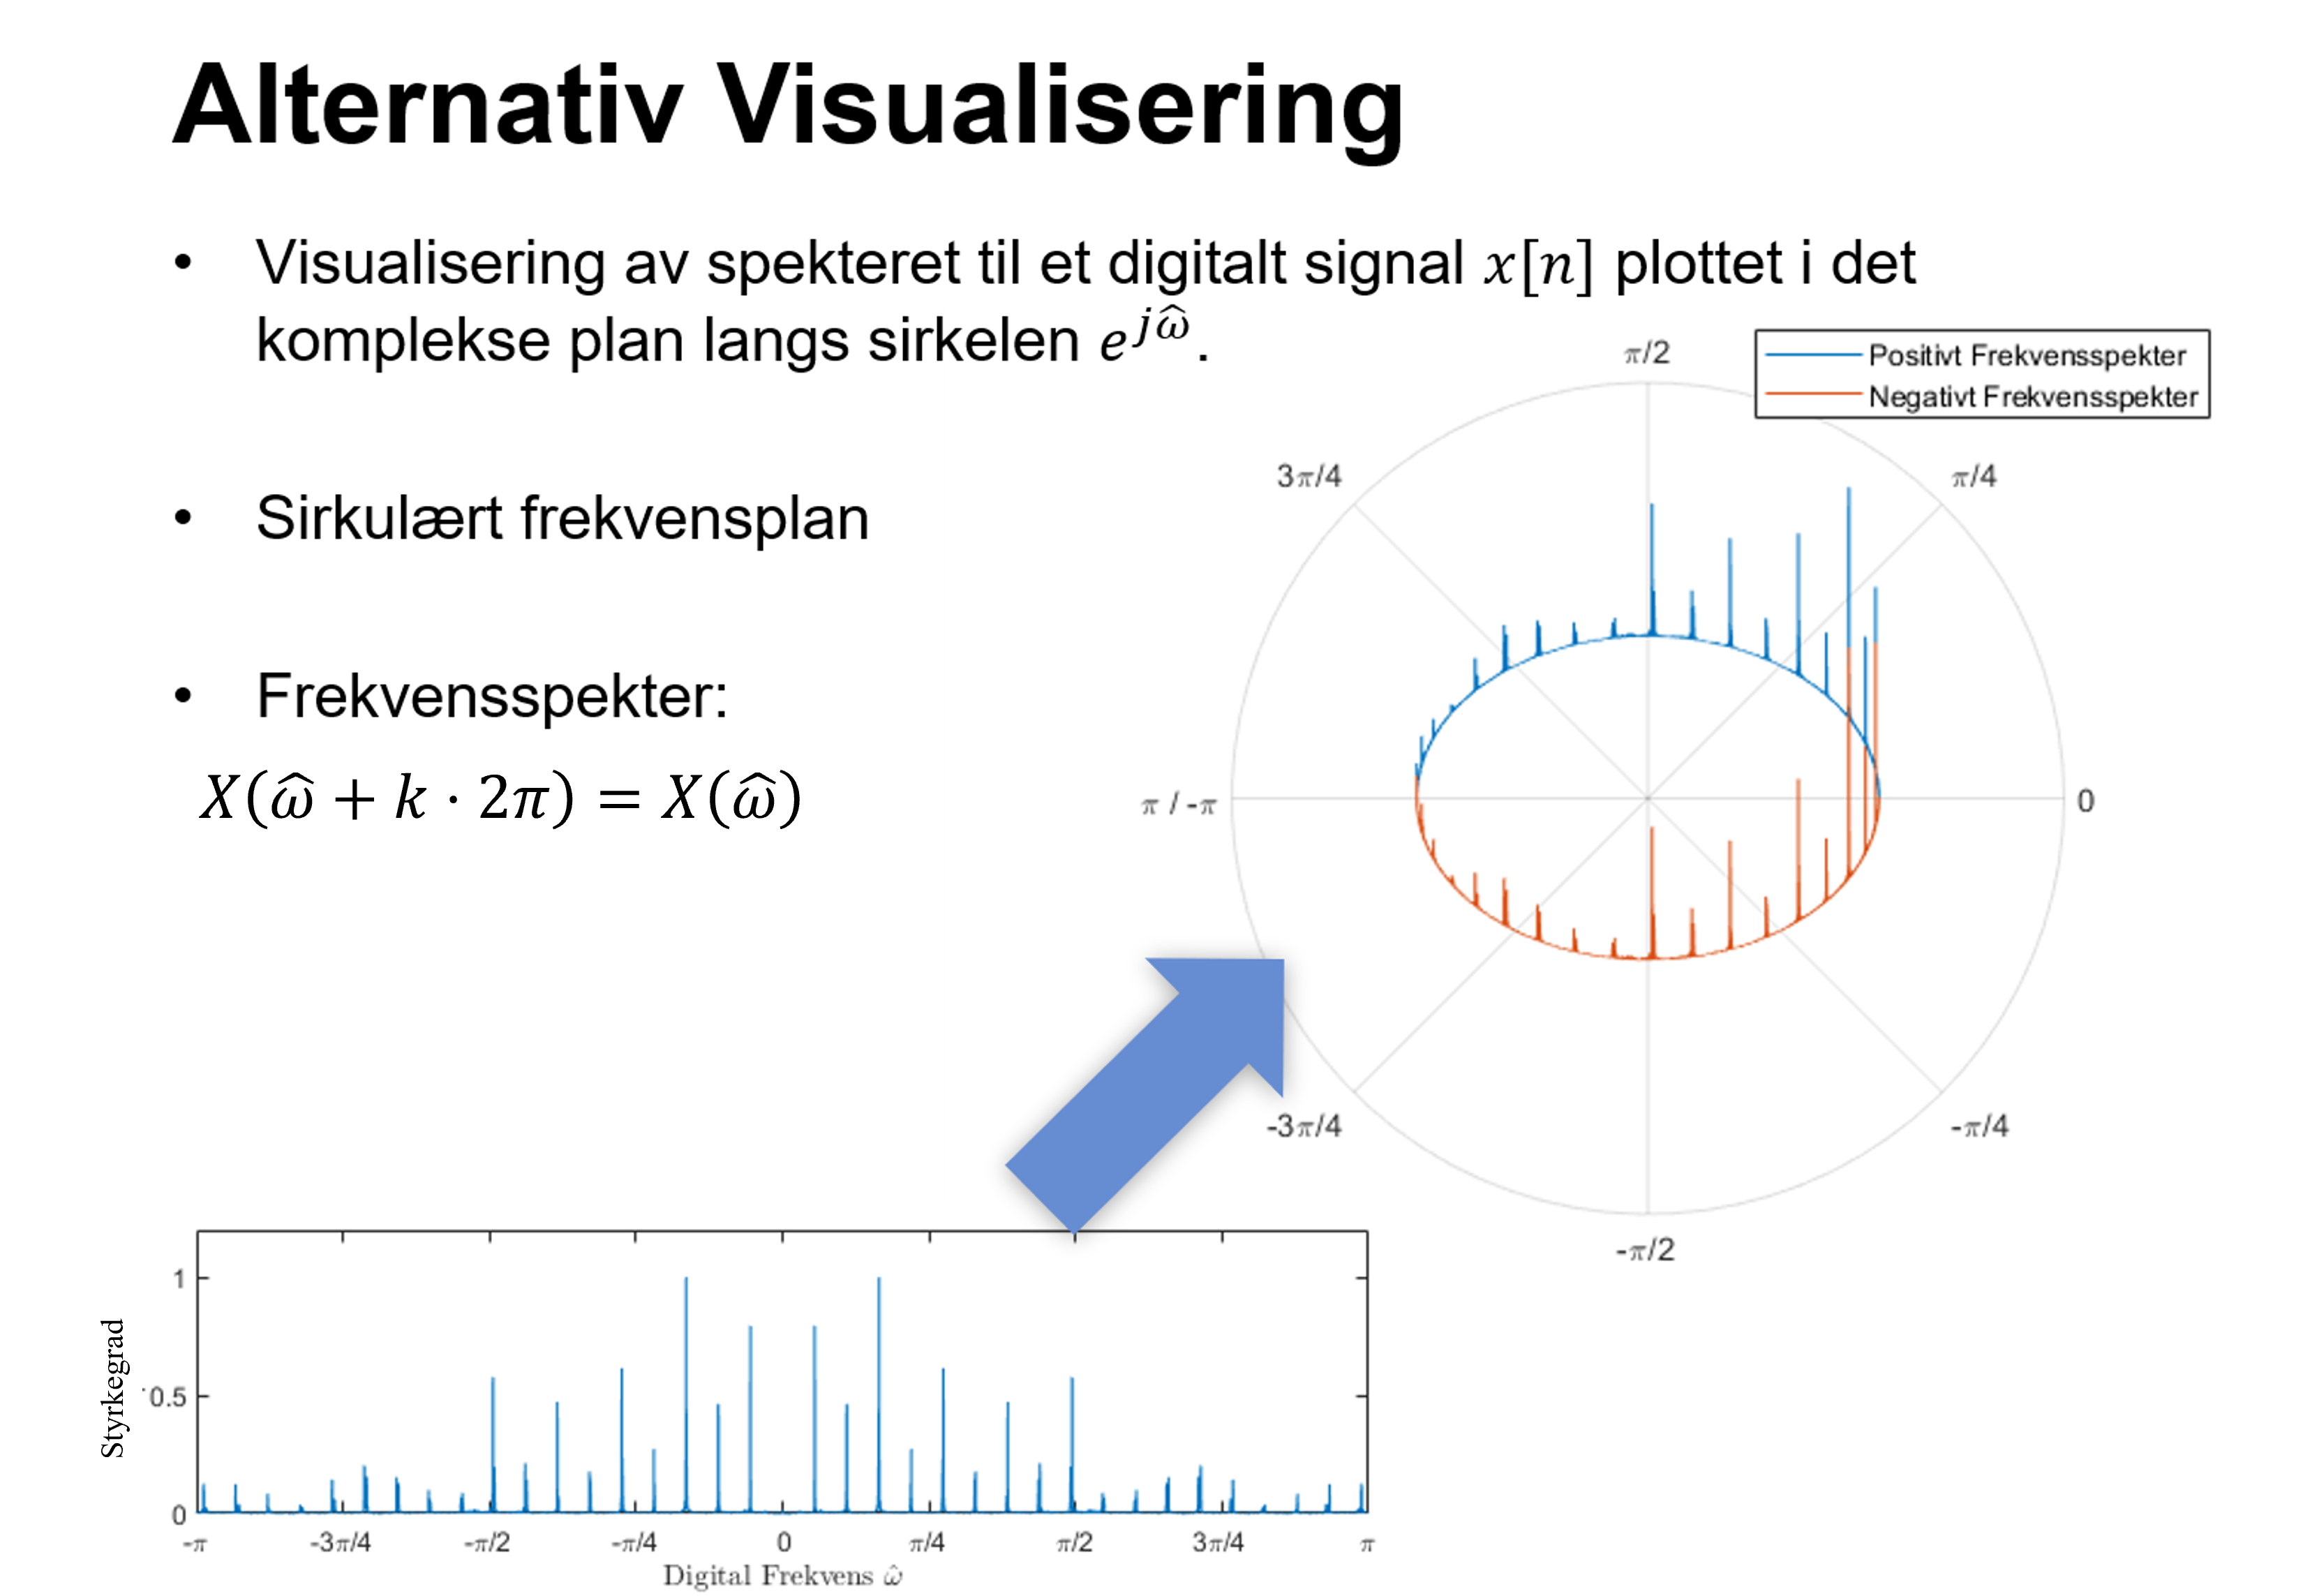 Alternativ Visualisering
• Visualisering av spekteret til et digitalt signal x[n] plottet i det
komplekse plan langs sirkelen e^{jω̂}.
• Sirkulært frekvensplan
• Frekvensspekter:
X(ω̂ + k · 2π) = X(ω̂)
Positivt Frekvensspekter
Negativt Frekvensspekter
π/2
3π/4
π/4
π / -π
0
-3π/4
-π/4
-π/2
Styrkegrad
1
0.5
0
-π
-3π/4
-π/2
-π/4
0
π/4
π/2
3π/4
π
Digital Frekvens ω̂